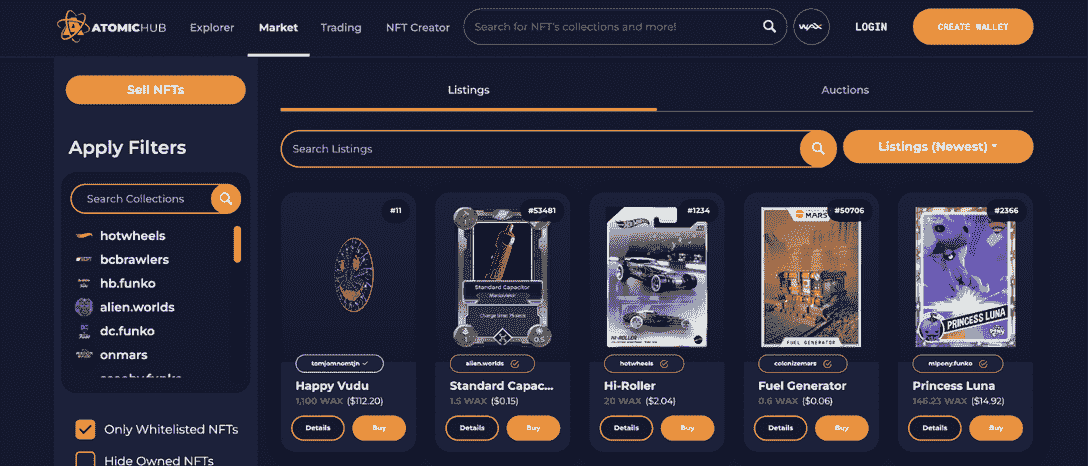 ATOMICHUB Explorer Market Trading NFT Creator Search for NFT's collections and more! WAX LOGIN CREATE WALLET
Sell NFTs
Listings Auctions
Apply Filters
Search Listings Listings (Newest)
Search Collections
hotwheels
bcbrawlers
hb.funko
alien.worlds
dc.funko
onmars
Only Whitelisted NFTs
Hide Owned NFTs
#11
tomjomnomtjn
Happy Vudu
1,100 WAX ($112.20)
Details Buy
#53481
Standard Capacitor
alien.worlds
Standard Capac...
1.5 WAX ($0.15)
Details Buy
#1234
HI-ROLLER
hotwheels
Hi-Roller
20 WAX ($2.04)
Details Buy
MARS #50706
FUEL GENERATOR
colonizemars
Fuel Generator
0.6 WAX ($0.06)
Details Buy
#2366
PRINCESS LUNA
mlpony.funko
Princess Luna
146.23 WAX ($14.92)
Details Buy